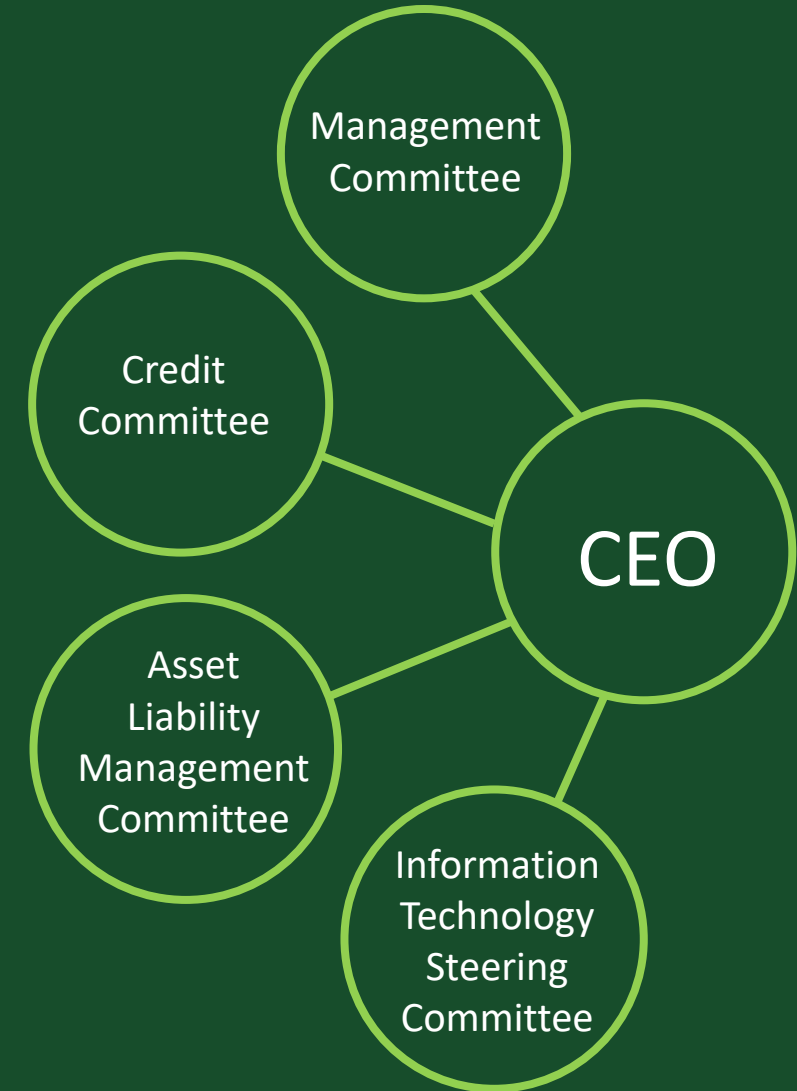 Management
Committee
Credit
Committee
CEO
Asset
Liability
Management
Committee
Information
Technology
Steering
Committee